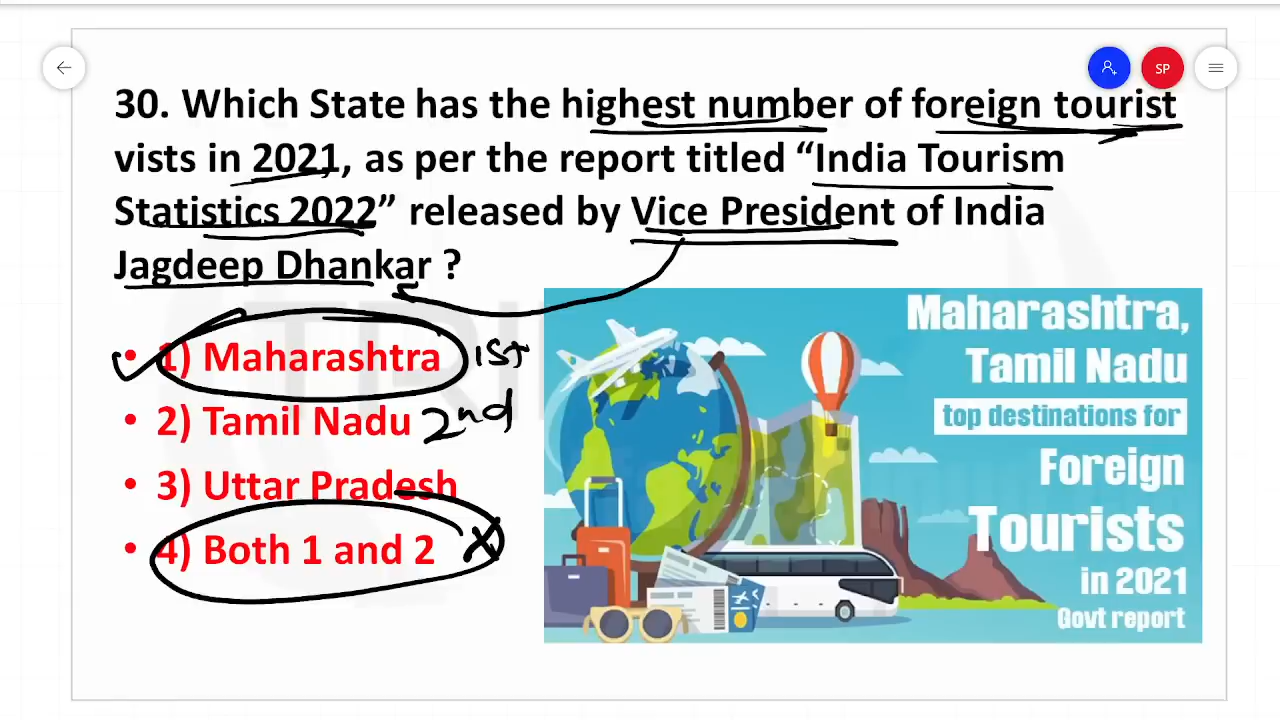 SP
30. Which State has the highest number of foreign tourist
vists in 2021, as per the report titled “India Tourism
Statistics 2022” released by Vice President of India
Jagdeep Dhankar ?
• 1) Maharashtra 1st
• 2) Tamil Nadu 2nd
• 3) Uttar Pradesh
• 4) Both 1 and 2 X
Maharashtra,
Tamil Nadu
top destinations for
Foreign
Tourists
in 2021
Govt report